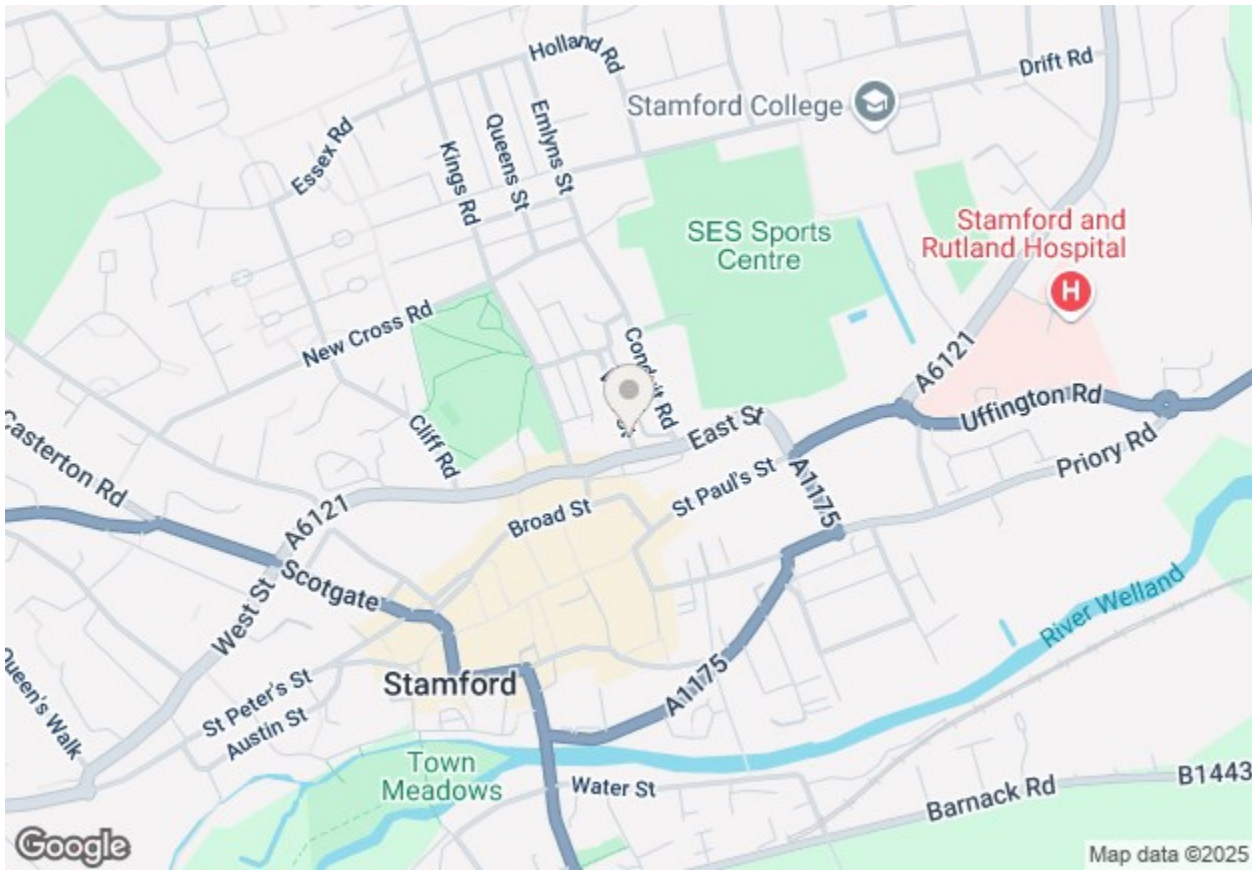 Holland Rd
Drift Rd
Stamford College
Essex Rd
Kings Rd
Queens St
Emlyns St
SES Sports
Centre
Stamford and
Rutland Hospital
H
New Cross Rd
Conduit Rd
A6121
Uffington Rd
Casterton Rd
Cliff Rd
East St
Priory Rd
St Paul's St
A1175
Broad St
A6121
Scotgate
West St
River Welland
Queen's Walk
St Peter's St
Austin St
Stamford
A1175
Town
Meadows
Water St
Barnack Rd
B1443
Google
Map data ©2025